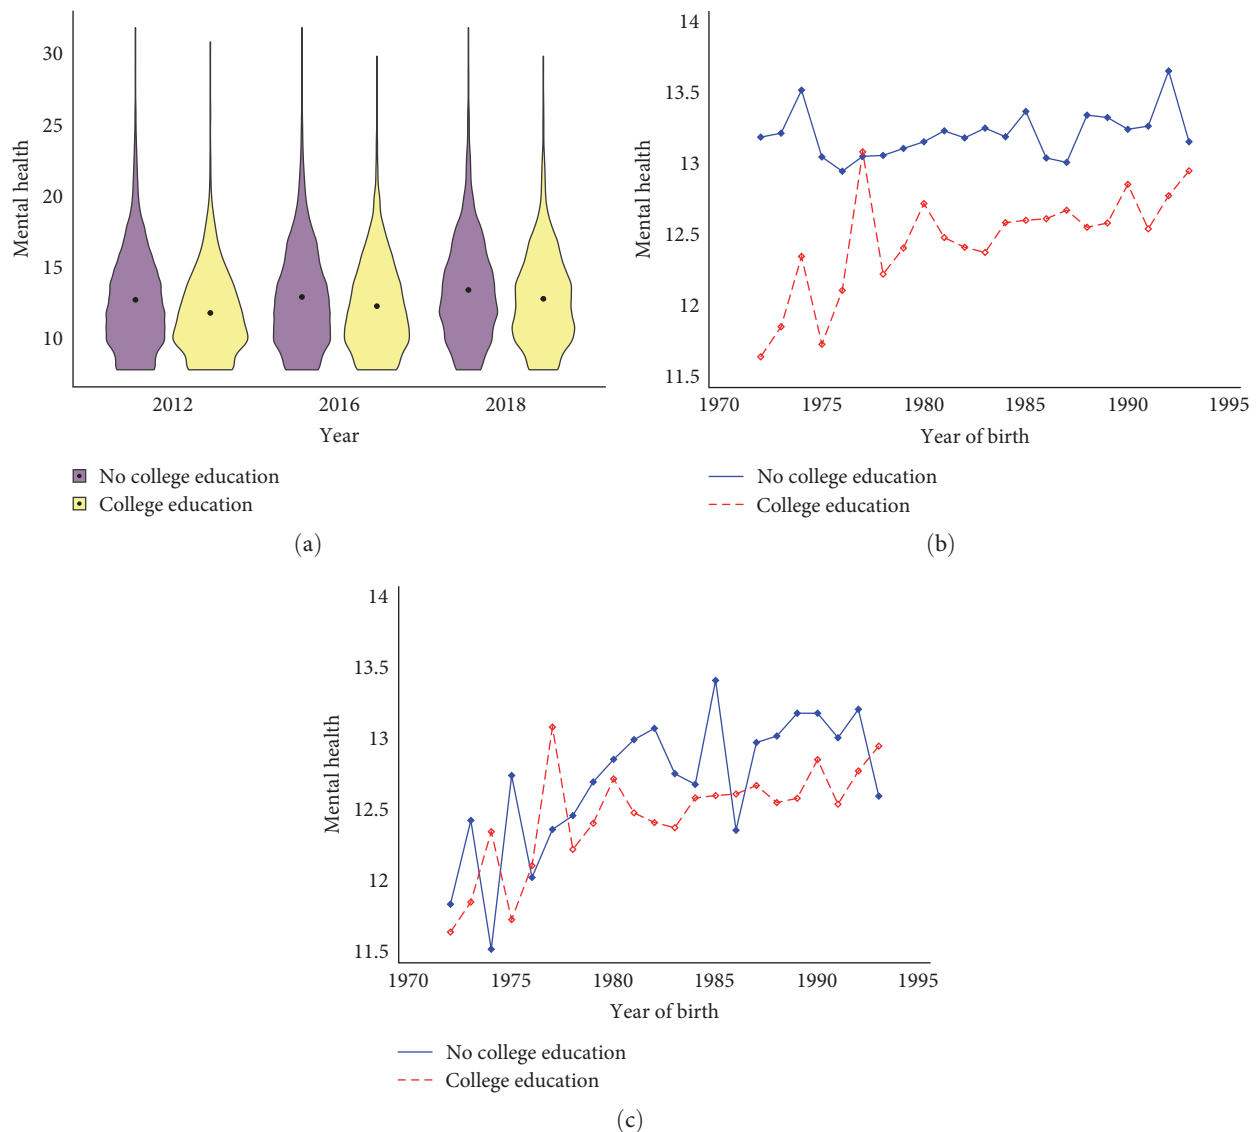 30
25
20
15
10
Mental health
2012 2016 2018
Year
No college education
College education
(a)
14
13.5
13
12.5
12
11.5
Mental health
1970 1975 1980 1985 1990 1995
Year of birth
No college education
College education
(b)
14
13.5
13
12.5
12
11.5
Mental health
1970 1975 1980 1985 1990 1995
Year of birth
No college education
College education
(c)